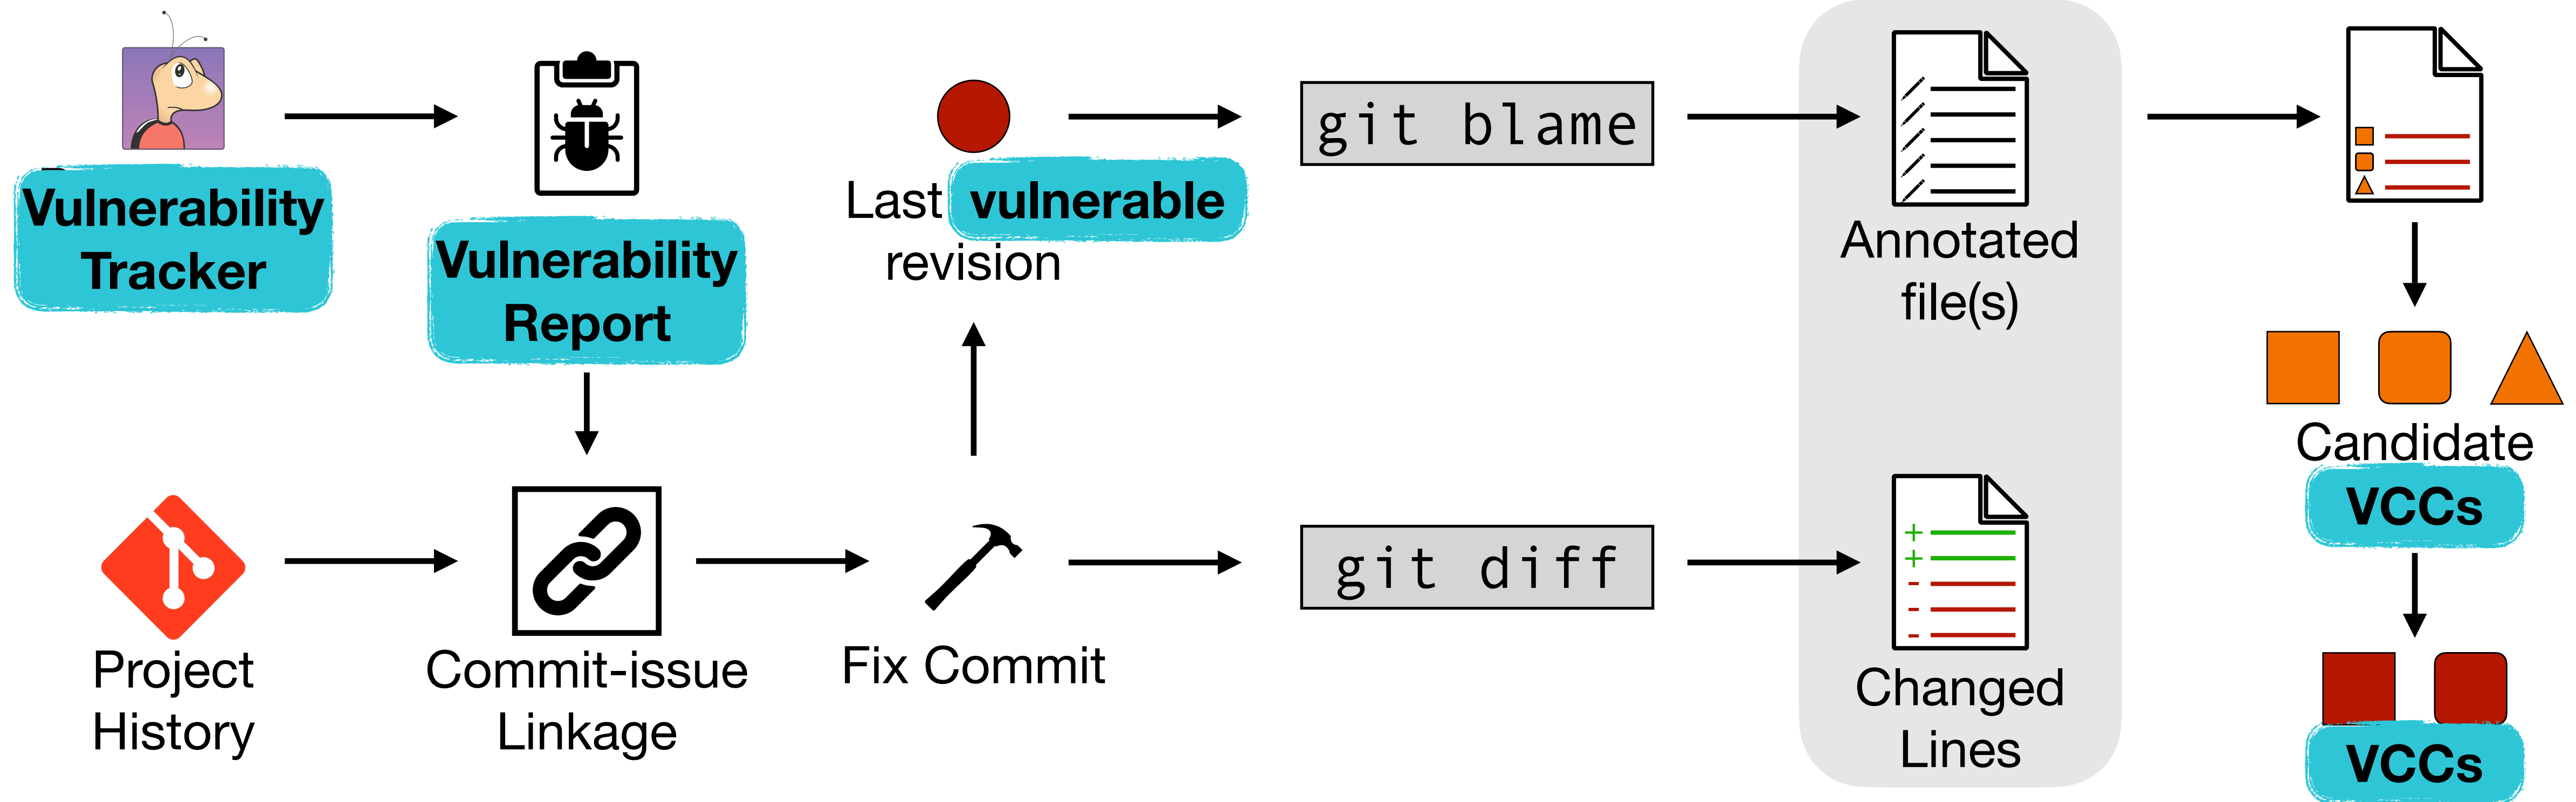 Vulnerability
Tracker
Vulnerability
Report
Last vulnerable
revision
git blame
Annotated
file(s)
Candidate
VCCs
Project
History
Commit-issue
Linkage
Fix Commit
git diff
+
+
-
-
-
Changed
Lines
VCCs